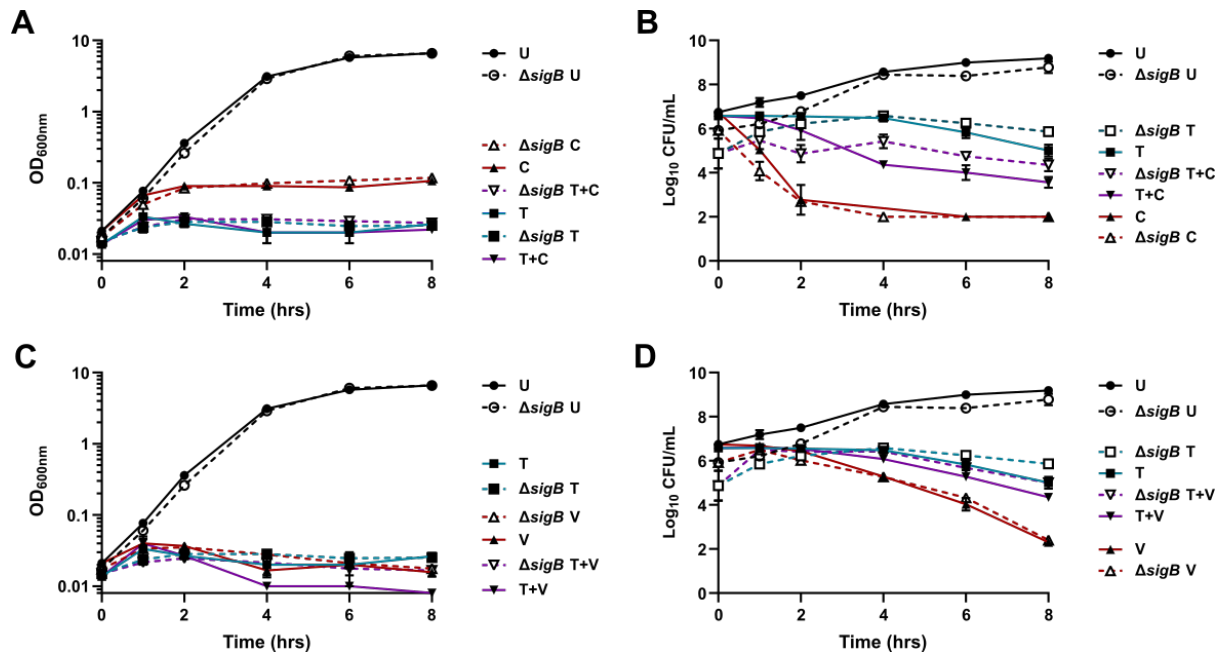 A
OD600nm
10
1
0.1
0.01
0 2 4 6 8
Time (hrs)
U
ΔsigB U
ΔsigB C
C
ΔsigB T+C
T
ΔsigB T
T+C
B
Log10 CFU/mL
10
8
6
4
2
0
0 2 4 6 8
Time (hrs)
U
ΔsigB U
ΔsigB T
T
ΔsigB T+C
T+C
C
ΔsigB C
C
OD600nm
10
1
0.1
0.01
0 2 4 6 8
Time (hrs)
U
ΔsigB U
T
ΔsigB T
ΔsigB V
V
ΔsigB T+V
T+V
D
Log10 CFU/mL
10
8
6
4
2
0
0 2 4 6 8
Time (hrs)
U
ΔsigB U
ΔsigB T
T
ΔsigB T+V
T+V
V
ΔsigB V